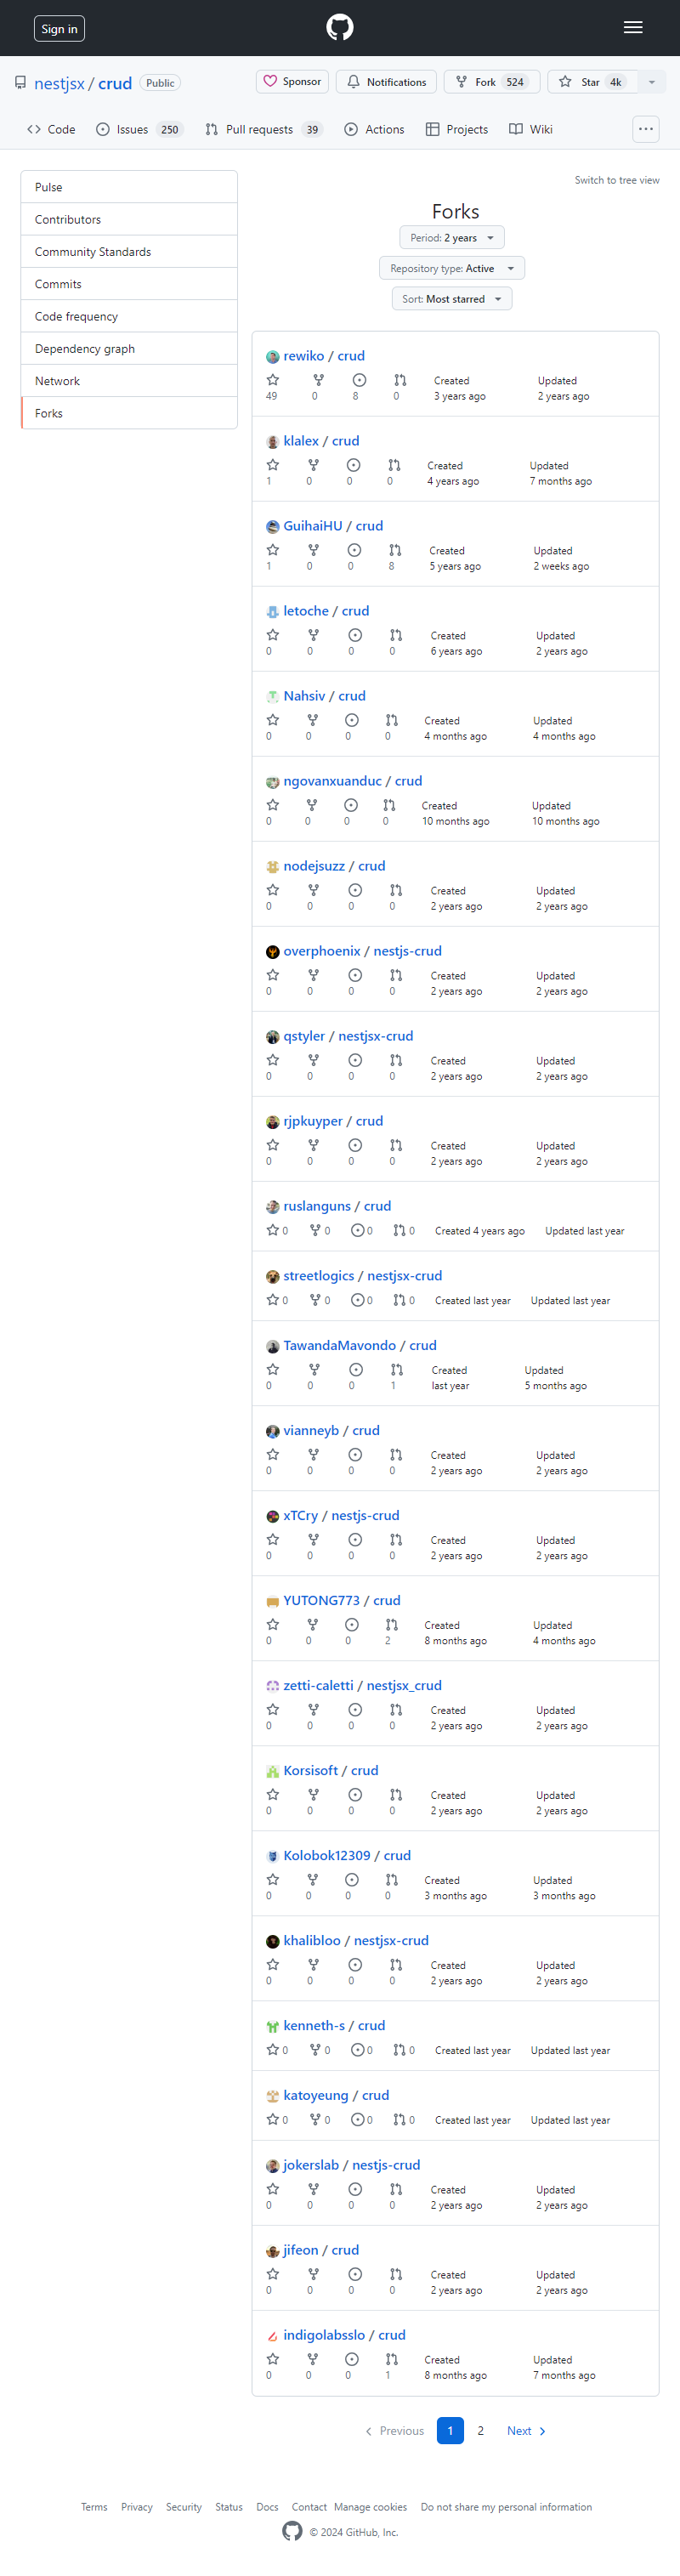 Sign in
nestjsx / crud Public
Sponsor Notifications Fork 524 Star 4k
Code Issues 250 Pull requests 39 Actions Projects Wiki
Pulse
Contributors
Community Standards
Commits
Code frequency
Dependency graph
Network
Forks
Switch to tree view
Forks
Period: 2 years
Repository type: Active
Sort: Most starred
rewiko / crud
Created Updated
49 0 8 0 3 years ago 2 years ago
klalex / crud
Created Updated
1 0 0 0 4 years ago 7 months ago
GuihaiHU / crud
Created Updated
1 0 0 8 5 years ago 2 weeks ago
letoche / crud
Created Updated
0 0 0 0 6 years ago 2 years ago
Nahsiv / crud
Created Updated
0 0 0 0 4 months ago 4 months ago
ngovanxuanduc / crud
Created Updated
0 0 0 0 10 months ago 10 months ago
nodejsuzz / crud
Created Updated
0 0 0 0 2 years ago 2 years ago
overphoenix / nestjs-crud
Created Updated
0 0 0 0 2 years ago 2 years ago
qstyler / nestjsx-crud
Created Updated
0 0 0 0 2 years ago 2 years ago
rjpkuyper / crud
Created Updated
0 0 0 0 2 years ago 2 years ago
ruslanguns / crud
0 0 0 0 Created 4 years ago Updated last year
streetlogics / nestjsx-crud
0 0 0 0 Created last year Updated last year
TawandaMavondo / crud
Created Updated
0 0 0 1 last year 5 months ago
vianneyb / crud
Created Updated
0 0 0 0 2 years ago 2 years ago
xTCry / nestjs-crud
Created Updated
0 0 0 0 2 years ago 2 years ago
YUTONG773 / crud
Created Updated
0 0 0 2 8 months ago 4 months ago
zetti-caletti / nestjsx_crud
Created Updated
0 0 0 0 2 years ago 2 years ago
Korsisoft / crud
Created Updated
0 0 0 0 2 years ago 2 years ago
Kolobok12309 / crud
Created Updated
0 0 0 0 3 months ago 3 months ago
khalibloo / nestjsx-crud
Created Updated
0 0 0 0 2 years ago 2 years ago
kenneth-s / crud
0 0 0 0 Created last year Updated last year
katoyeung / crud
0 0 0 0 Created last year Updated last year
jokerslab / nestjs-crud
Created Updated
0 0 0 0 2 years ago 2 years ago
jifeon / crud
Created Updated
0 0 0 0 2 years ago 2 years ago
indigolabsslo / crud
Created Updated
0 0 0 1 8 months ago 7 months ago
Previous 1 2 Next
Terms Privacy Security Status Docs Contact Manage cookies Do not share my personal information
© 2024 GitHub, Inc.